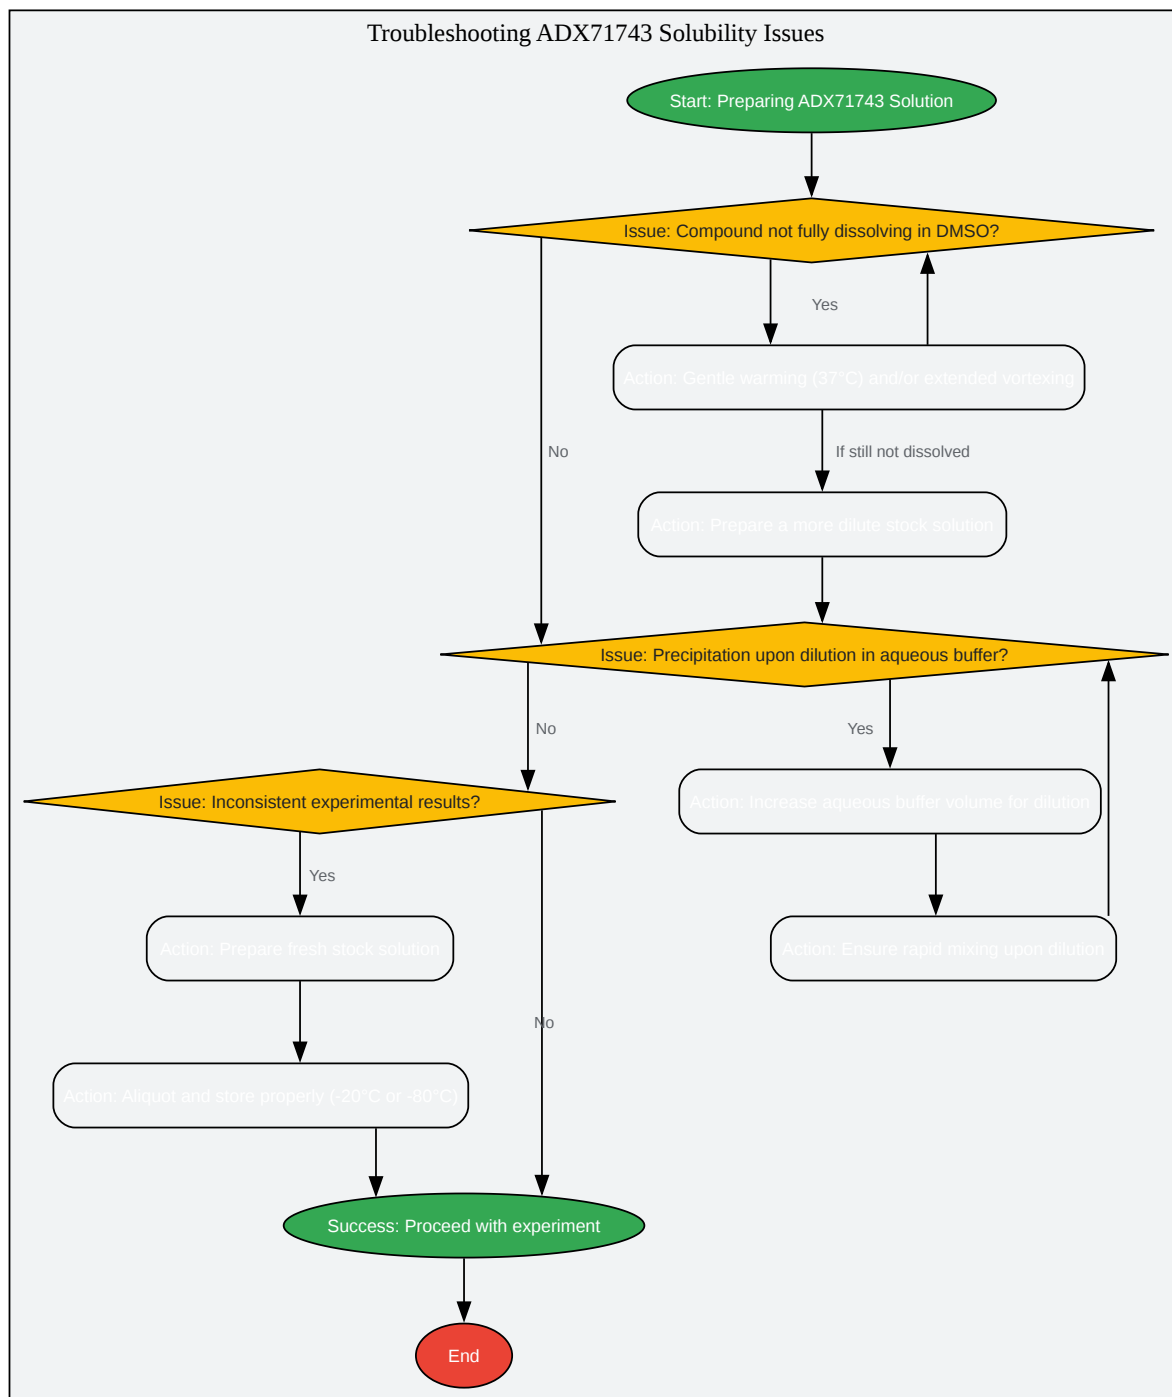 Troubleshooting ADX71743 Solubility Issues
Start: Preparing ADX71743 Solution
Issue: Compound not fully dissolving in DMSO?
Yes
Action: Gentle warming (37°C) and/or extended vortexing
No
If still not dissolved
Action: Prepare a more dilute stock solution
Issue: Precipitation upon dilution in aqueous buffer?
No
Yes
Issue: Inconsistent experimental results?
Action: Increase aqueous buffer volume for dilution
Yes
Action: Prepare fresh stock solution
Action: Ensure rapid mixing upon dilution
No
Action: Aliquot and store properly (-20°C or -80°C)
Success: Proceed with experiment
End